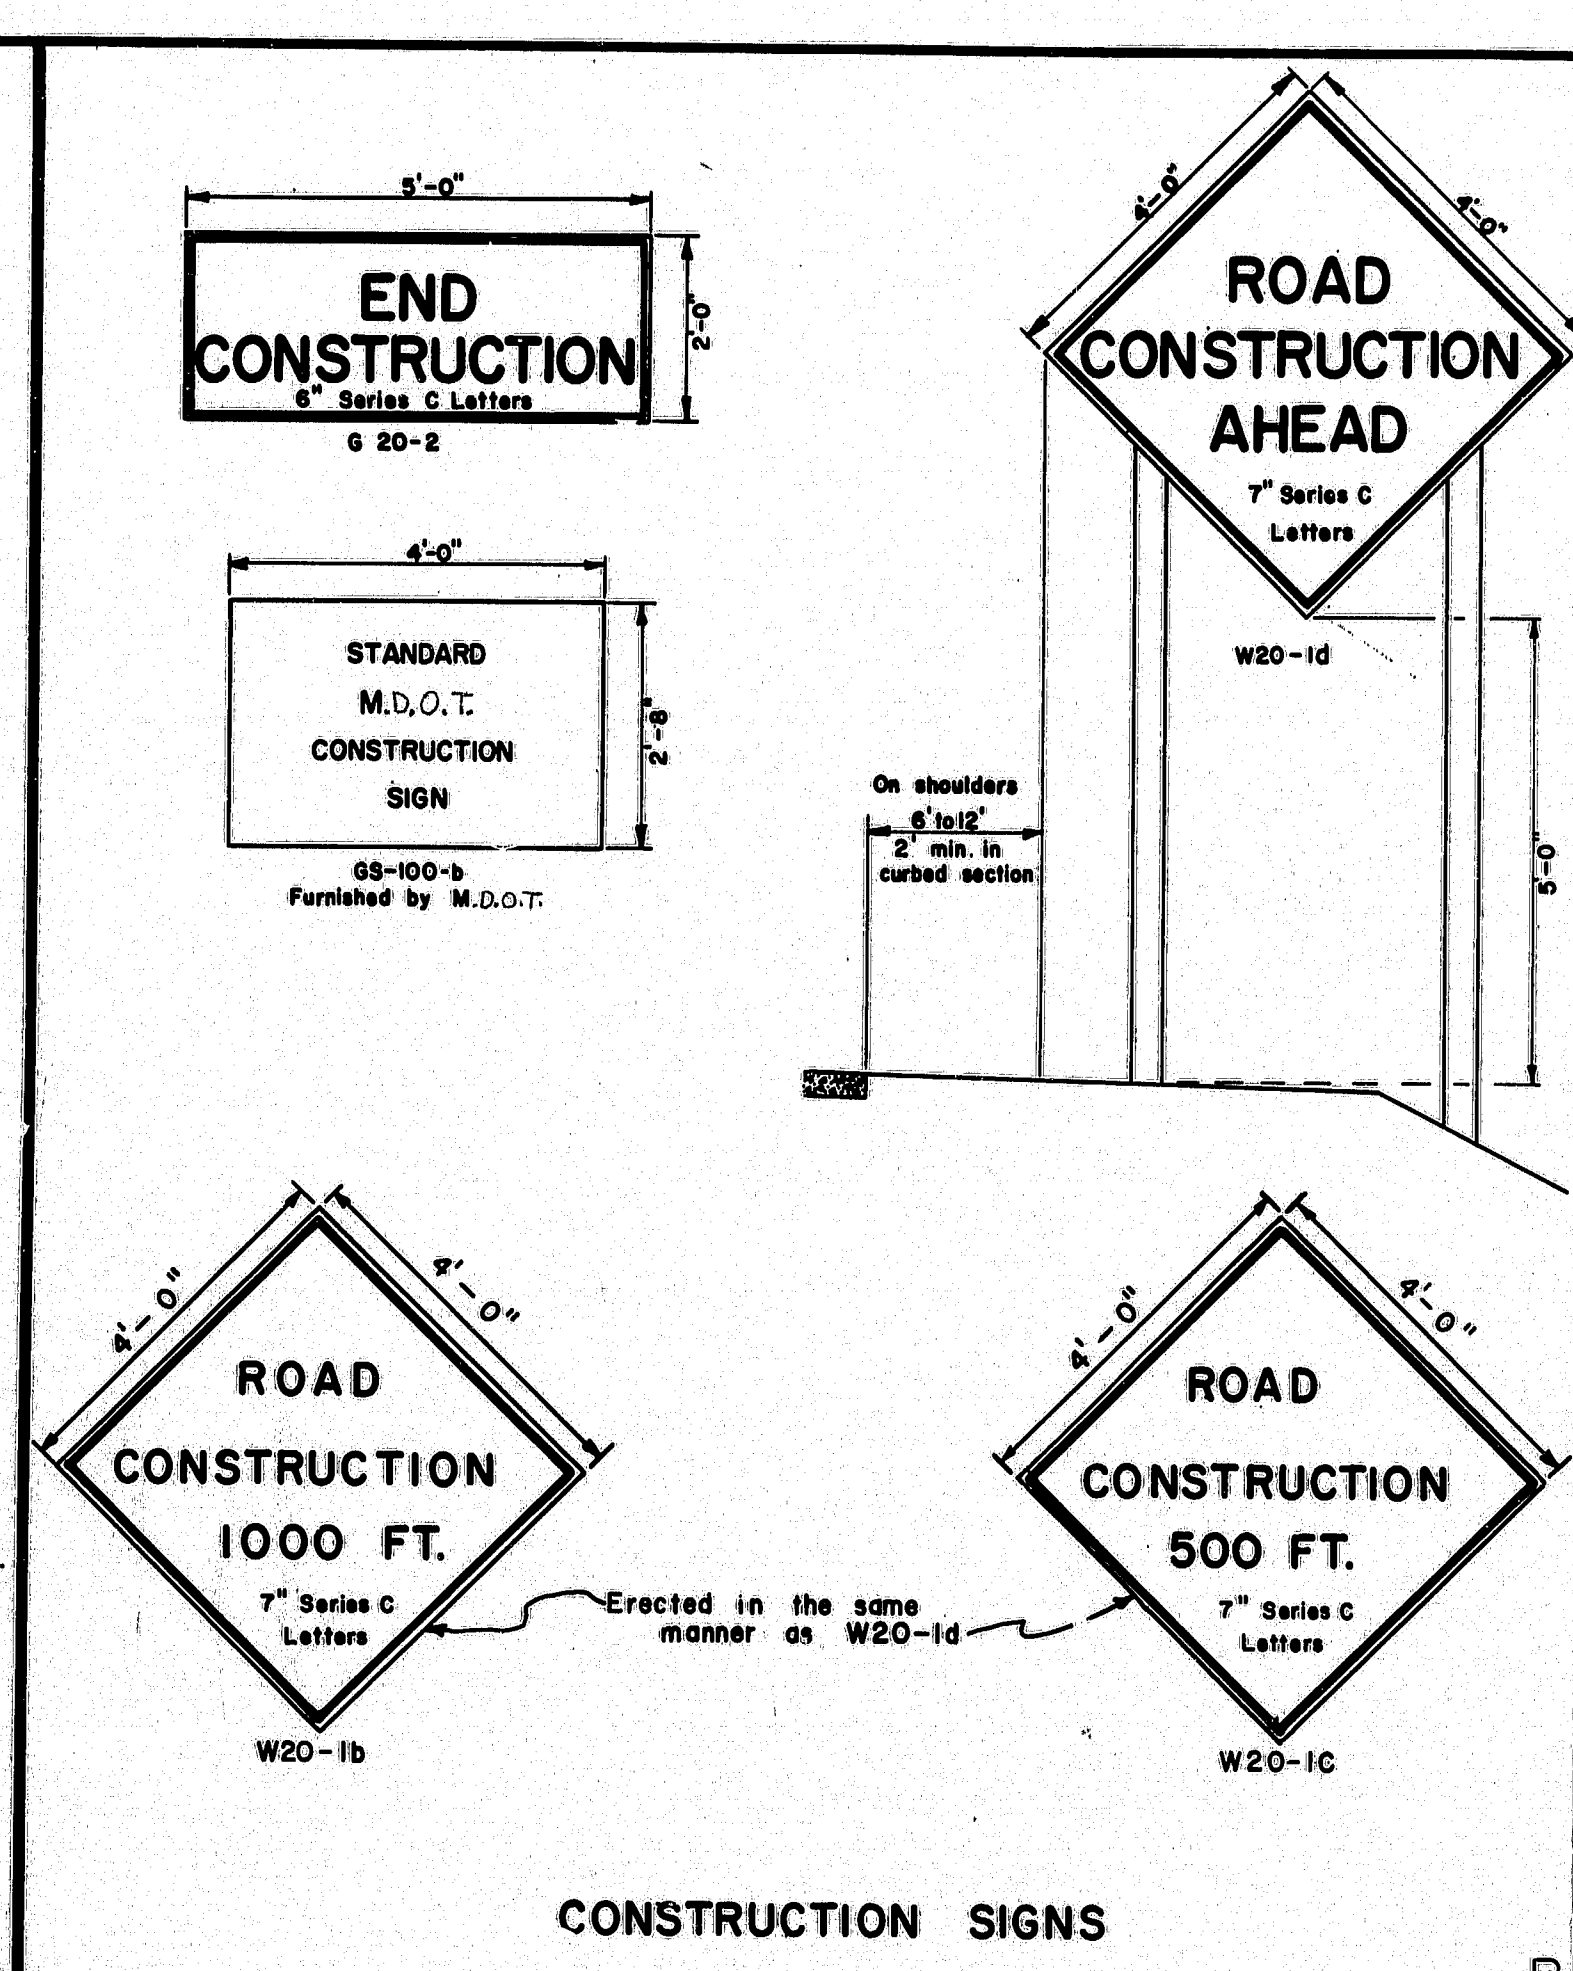 5'-0"
END
CONSTRUCTION
6" Series C Letters
2'-0"
G 20-2
4'-0"
STANDARD
M.D.O.T.
CONSTRUCTION
SIGN
2'-8"
GS-100-b
Furnished by M.D.O.T.
4'-0"
4'-0"
ROAD
CONSTRUCTION
AHEAD
7" Series C
Letters
W20-1d
On shoulders
6' to 12'
2' min. in
curbed section
5'-0"
4'-0"
4'-0"
ROAD
CONSTRUCTION
1000 FT.
7" Series C
Letters
W20-1b
Erected in the same
manner as W20-1d
4'-0"
4'-0"
ROAD
CONSTRUCTION
500 FT.
7" Series C
Letters
W20-1C
CONSTRUCTION SIGNS